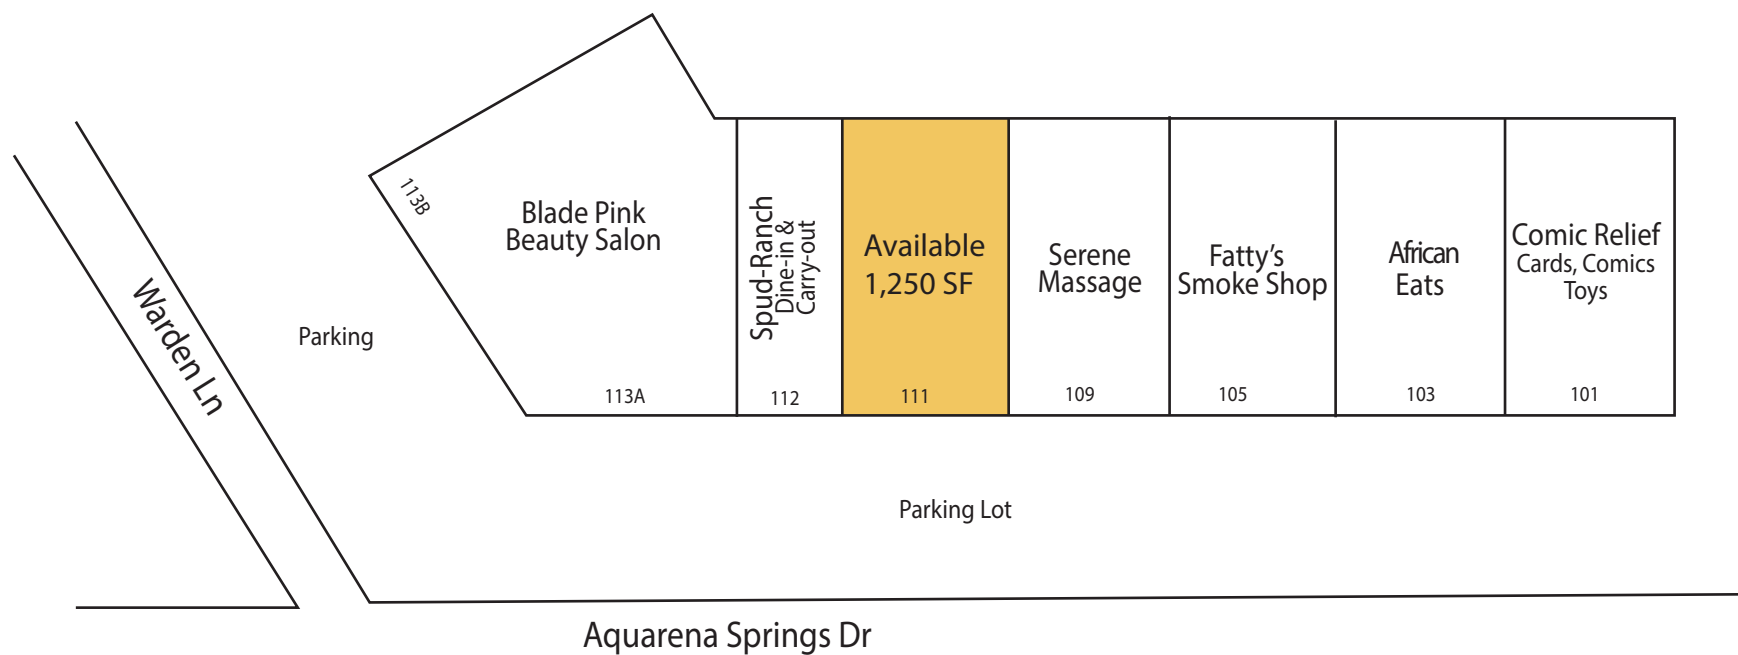 113B
Blade Pink
Beauty Salon
113A
Spud-Ranch
Dine-in &
Carry-out
112
Available
1,250 SF
111
Serene
Massage
109
Fatty’s
Smoke Shop
105
African
Eats
103
Comic Relief
Cards, Comics
Toys
101
Warden Ln
Parking
Parking Lot
Aquarena Springs Dr